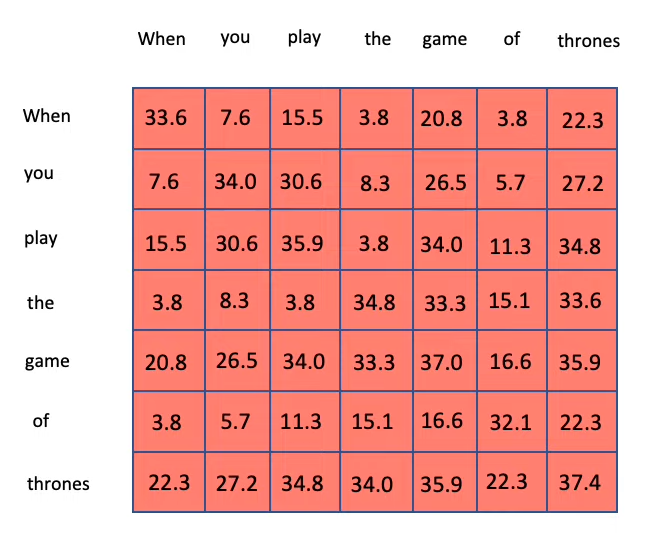 When you play the game of thrones
When 33.6 7.6 15.5 3.8 20.8 3.8 22.3
you 7.6 34.0 30.6 8.3 26.5 5.7 27.2
play 15.5 30.6 35.9 3.8 34.0 11.3 34.8
the 3.8 8.3 3.8 34.8 33.3 15.1 33.6
game 20.8 26.5 34.0 33.3 37.0 16.6 35.9
of 3.8 5.7 11.3 15.1 16.6 32.1 22.3
thrones 22.3 27.2 34.8 34.0 35.9 22.3 37.4